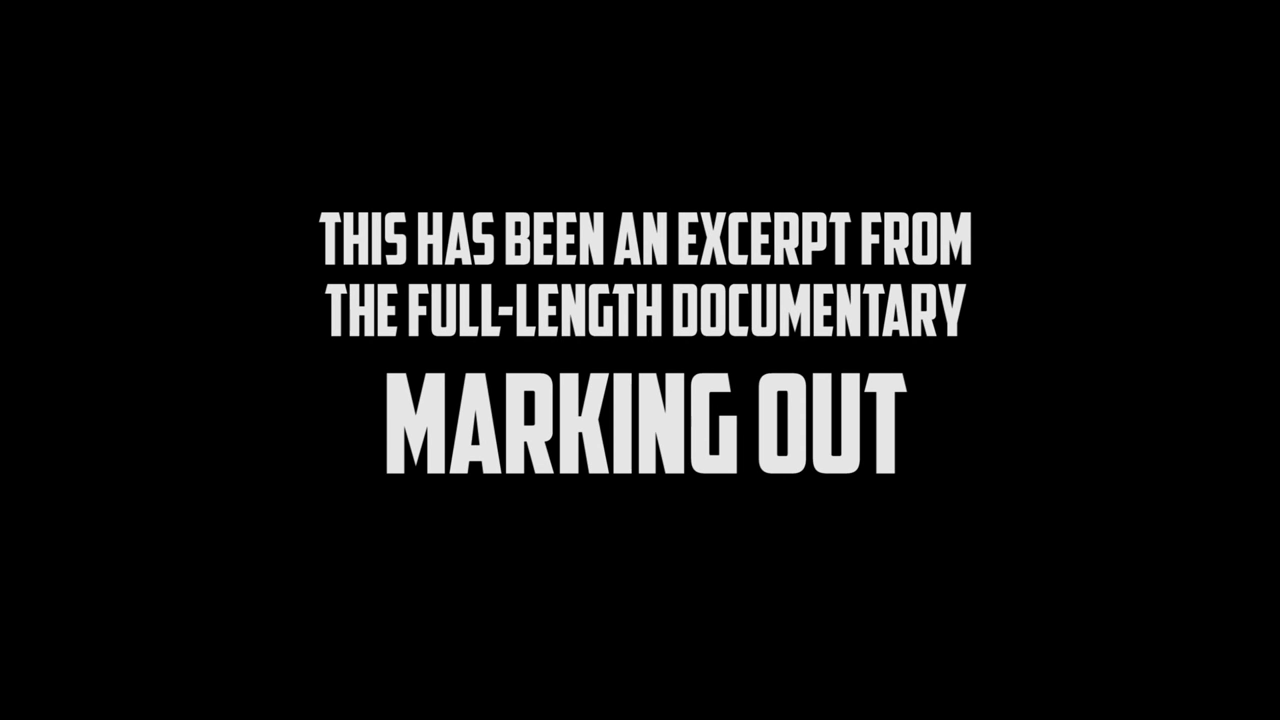 THIS HAS BEEN AN EXCERPT FROM
THE FULL-LENGTH DOCUMENTARY
MARKING OUT